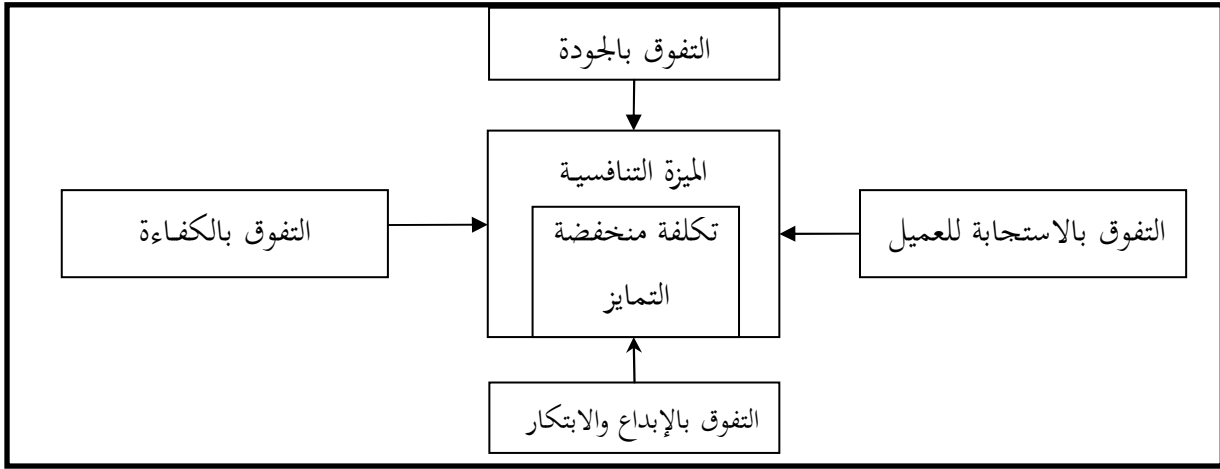 التفوق بالجودة
الميزة التنافسية
التفوق بالاستجابة للعميل
تكلفة منخفضة
التفوق بالكفاءة
التمايز
التفوق بالإبداع والابتكار